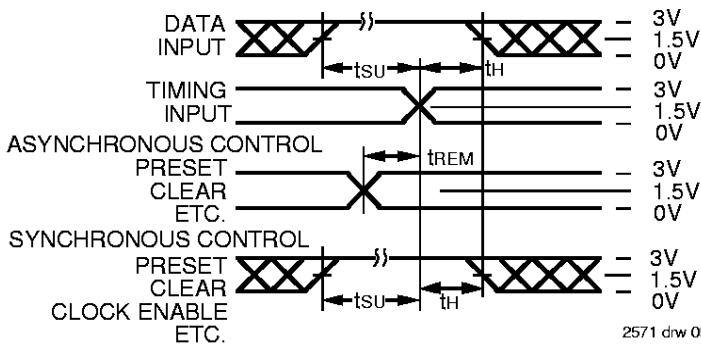 DATA
INPUT
3V
1.5V
0V
tSU
tH
TIMING
INPUT
3V
1.5V
0V
ASYNCHRONOUS CONTROL
PRESET
CLEAR
ETC.
tREM
3V
1.5V
0V
SYNCHRONOUS CONTROL
PRESET
CLEAR
CLOCK ENABLE
ETC.
tSU
tH
3V
1.5V
0V
2571 drw